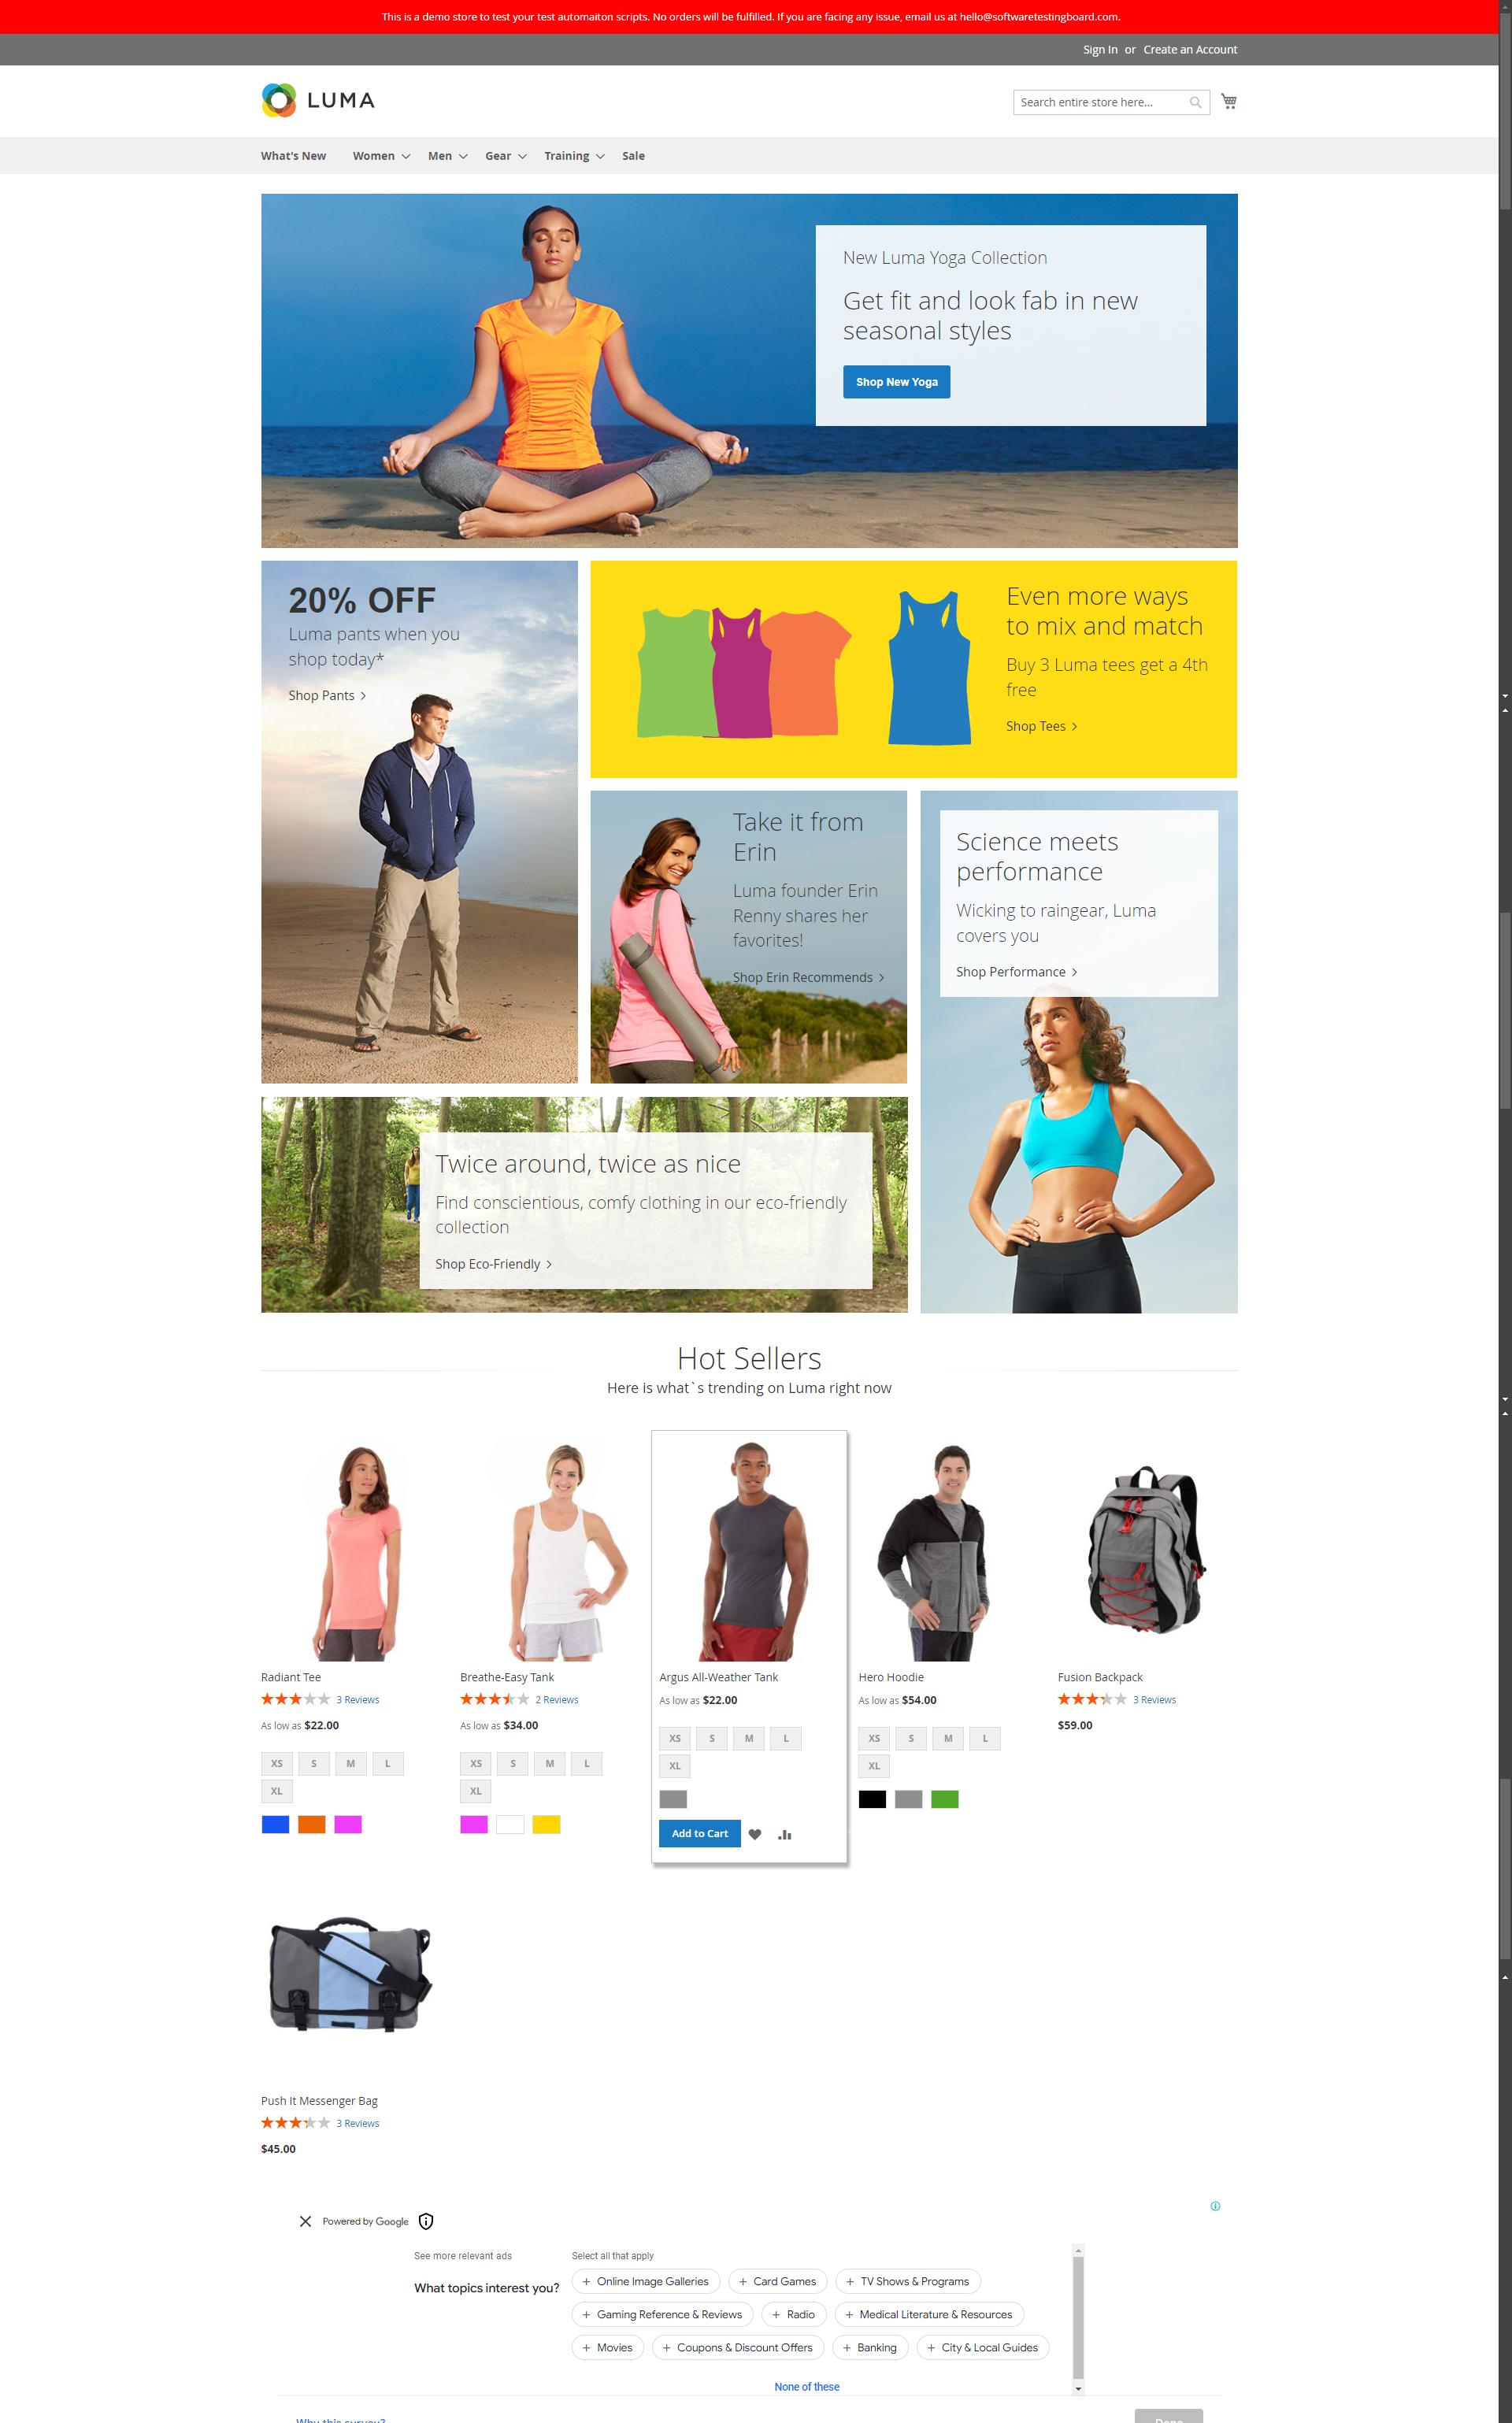 This is a demo store to test your test automaiton scripts. No orders will be fulfilled. If you are facing any issue, email us at hello@softwaretestingboard.com.
Sign In or Create an Account
LUMA
Search entire store here...
What's New Women Men Gear Training Sale
New Luma Yoga Collection
Get fit and look fab in new
seasonal styles
Shop New Yoga
20% OFF
Luma pants when you
shop today*
Shop Pants
Even more ways
to mix and match
Buy 3 Luma tees get a 4th
free
Shop Tees
Take it from
Erin
Luma founder Erin
Renny shares her
favorites!
Shop Erin Recommends
Science meets
performance
Wicking to raingear, Luma
covers you
Shop Performance
Twice around, twice as nice
Find conscientious, comfy clothing in our eco-friendly
collection
Shop Eco-Friendly
Hot Sellers
Here is what`s trending on Luma right now
Radiant Tee
3 Reviews
As low as $22.00
XS S M L
XL
Breathe-Easy Tank
2 Reviews
As low as $34.00
XS S M L
XL
Argus All-Weather Tank
As low as $22.00
XS S M L
XL
Add to Cart
Hero Hoodie
As low as $54.00
XS S M L
XL
Fusion Backpack
3 Reviews
$59.00
Push It Messenger Bag
3 Reviews
$45.00
Powered by Google
See more relevant ads
What topics interest you?
Select all that apply
Online Image Galleries Card Games TV Shows & Programs
Gaming Reference & Reviews Radio Medical Literature & Resources
Movies Coupons & Discount Offers Banking City & Local Guides
None of these
Why this survey?
Done